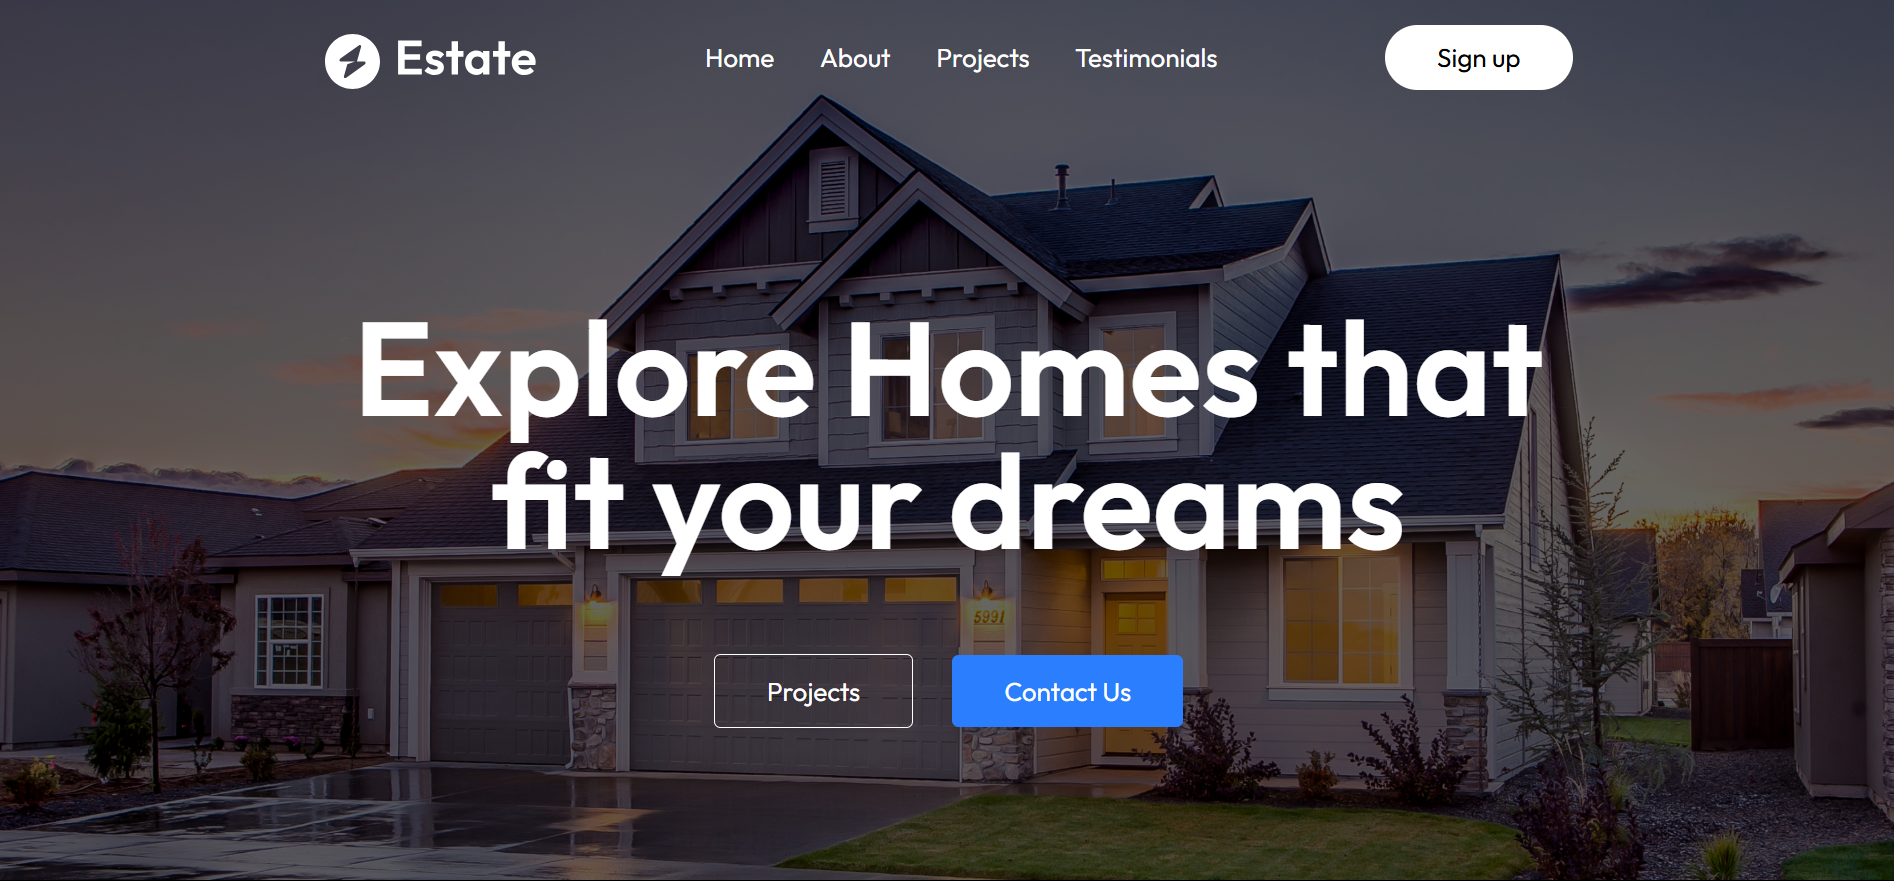 Estate
Home About Projects Testimonials
Sign up
Explore Homes that
fit your dreams
5991
Projects
Contact Us